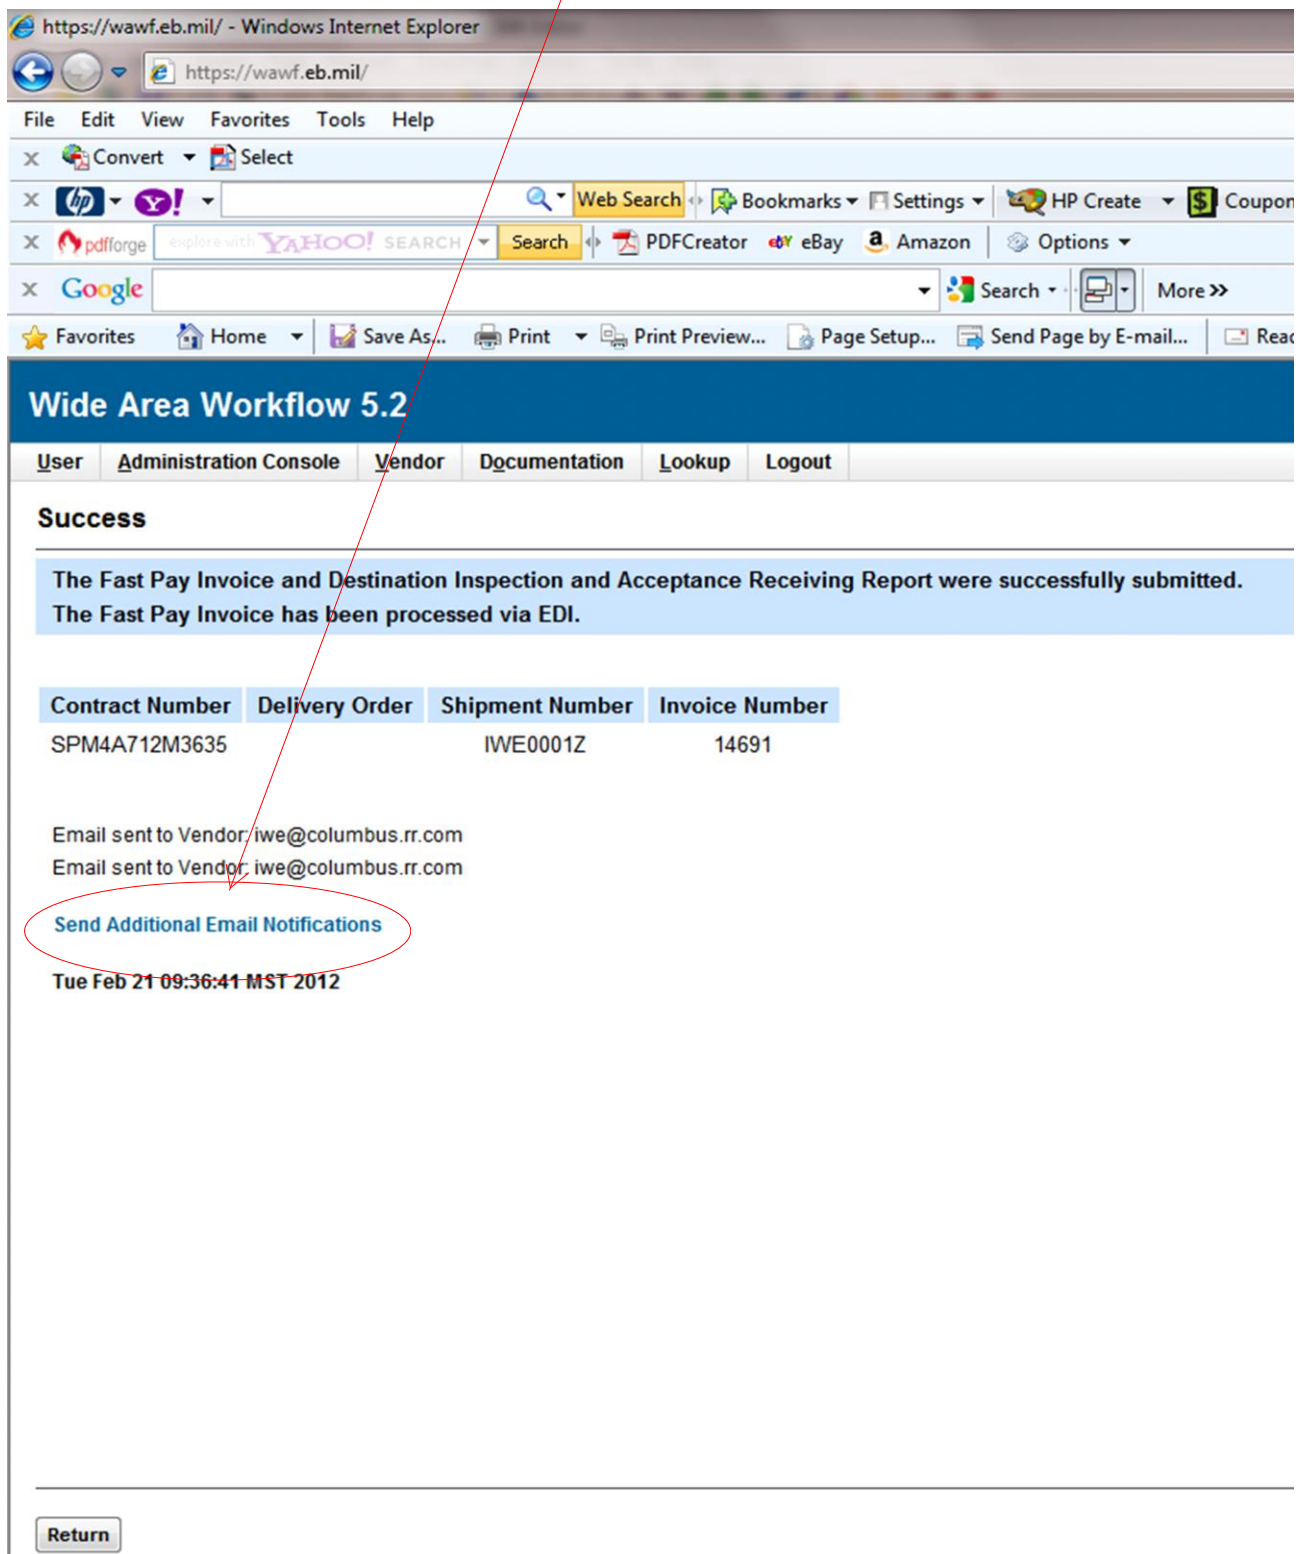 https://wawf.eb.mil/ - Windows Internet Explorer
https://wawf.eb.mil/
File Edit View Favorites Tools Help
x Convert Select
x hp Y! Web Search Bookmarks Settings HP Create $ Coupon
x pdfforge explore with YAHOO! SEARCH Search PDFCreator ebY eBay a Amazon Options
x Google Search More >>
Favorites Home Save As... Print Print Preview... Page Setup... Send Page by E-mail... Read
Wide Area Workflow 5.2
User Administration Console Vendor Documentation Lookup Logout
Success
The Fast Pay Invoice and Destination Inspection and Acceptance Receiving Report were successfully submitted.
The Fast Pay Invoice has been processed via EDI.
Contract Number Delivery Order Shipment Number Invoice Number
SPM4A712M3635 IWE0001Z 14691
Email sent to Vendor: iwe@columbus.rr.com
Email sent to Vendor: iwe@columbus.rr.com
Send Additional Email Notifications
Tue Feb 21 09:36:41 MST 2012
Return